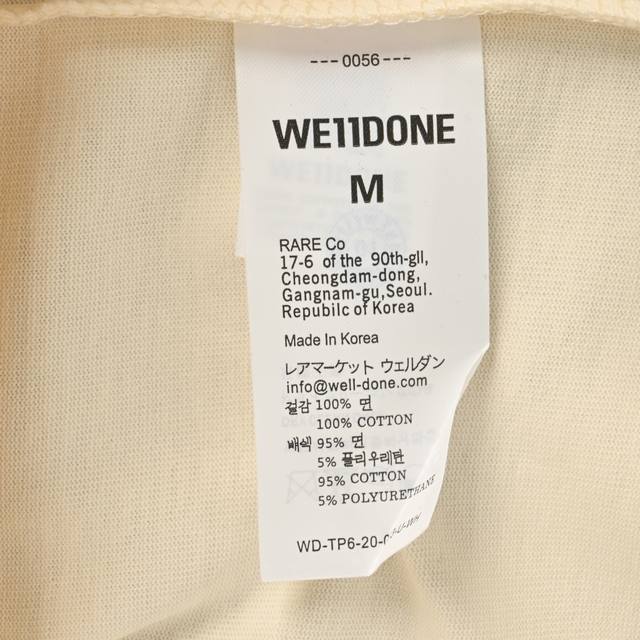 ---0056---
WE11DONE
M
RARE Co
17-6 of the 90th-gll,
Cheongdam-dong,
Gangnam-gu,Seoul.
Republic of Korea
Made In Korea
レアマーケット ウェルダン
info@well-done.com
겉감 100% 면
100% COTTON
배색 95% 면
5% 폴리우레탄
95% COTTON
5% POLYURETHANE
WD-TP6-20-